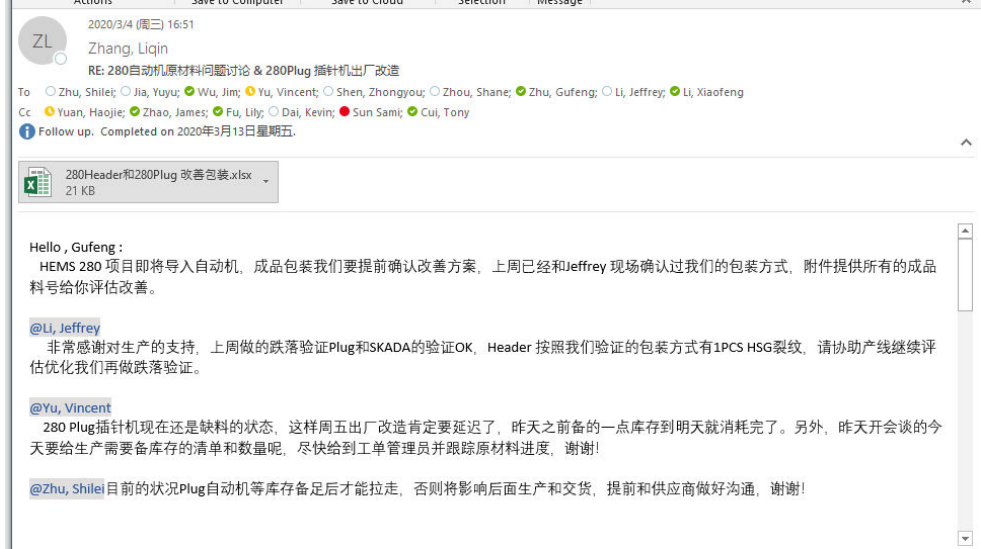 Actions Save to Computer Save to Cloud Selection Message
ZL
2020/3/4 (周三) 16:51
Zhang, Liqin
RE: 280自动机原材料问题讨论 & 280Plug 插针机出厂改造
To Zhu, Shilei; Jia, Yuyu; Wu, Jim; Yu, Vincent; Shen, Zhongyou; Zhou, Shane; Zhu, Gufeng; Li, Jeffrey; Li, Xiaofeng
Cc Yuan, Haojie; Zhao, James; Fu, Lily; Dai, Kevin; Sun Sami; Cui, Tony
Follow up. Completed on 2020年3月13日星期五.
280Header和280Plug 改善包装.xlsx
21 KB
Hello , Gufeng :
HEMS 280 项目即将导入自动机，成品包装我们要提前确认改善方案，上周已经和Jeffrey 现场确认过我们的包装方式，附件提供所有的成品
料号给你评估改善。
@Li, Jeffrey
非常感谢对生产的支持，上周做的跌落验证Plug和SKADA的验证OK，Header 按照我们验证的包装方式有1PCS HSG裂纹，请协助产线继续评
估优化我们再做跌落验证。
@Yu, Vincent
280 Plug插针机现在还是缺料的状态，这样周五出厂改造肯定要延迟了，昨天之前备的一点库存到明天就消耗完了。另外，昨天开会谈的今
天要给生产需要备库存的清单和数量呢，尽快给到工单管理员并跟踪原材料进度，谢谢!
@Zhu, Shilei目前的状况Plug自动机等库存备足后才能拉走，否则将影响后面生产和交货，提前和供应商做好沟通，谢谢!